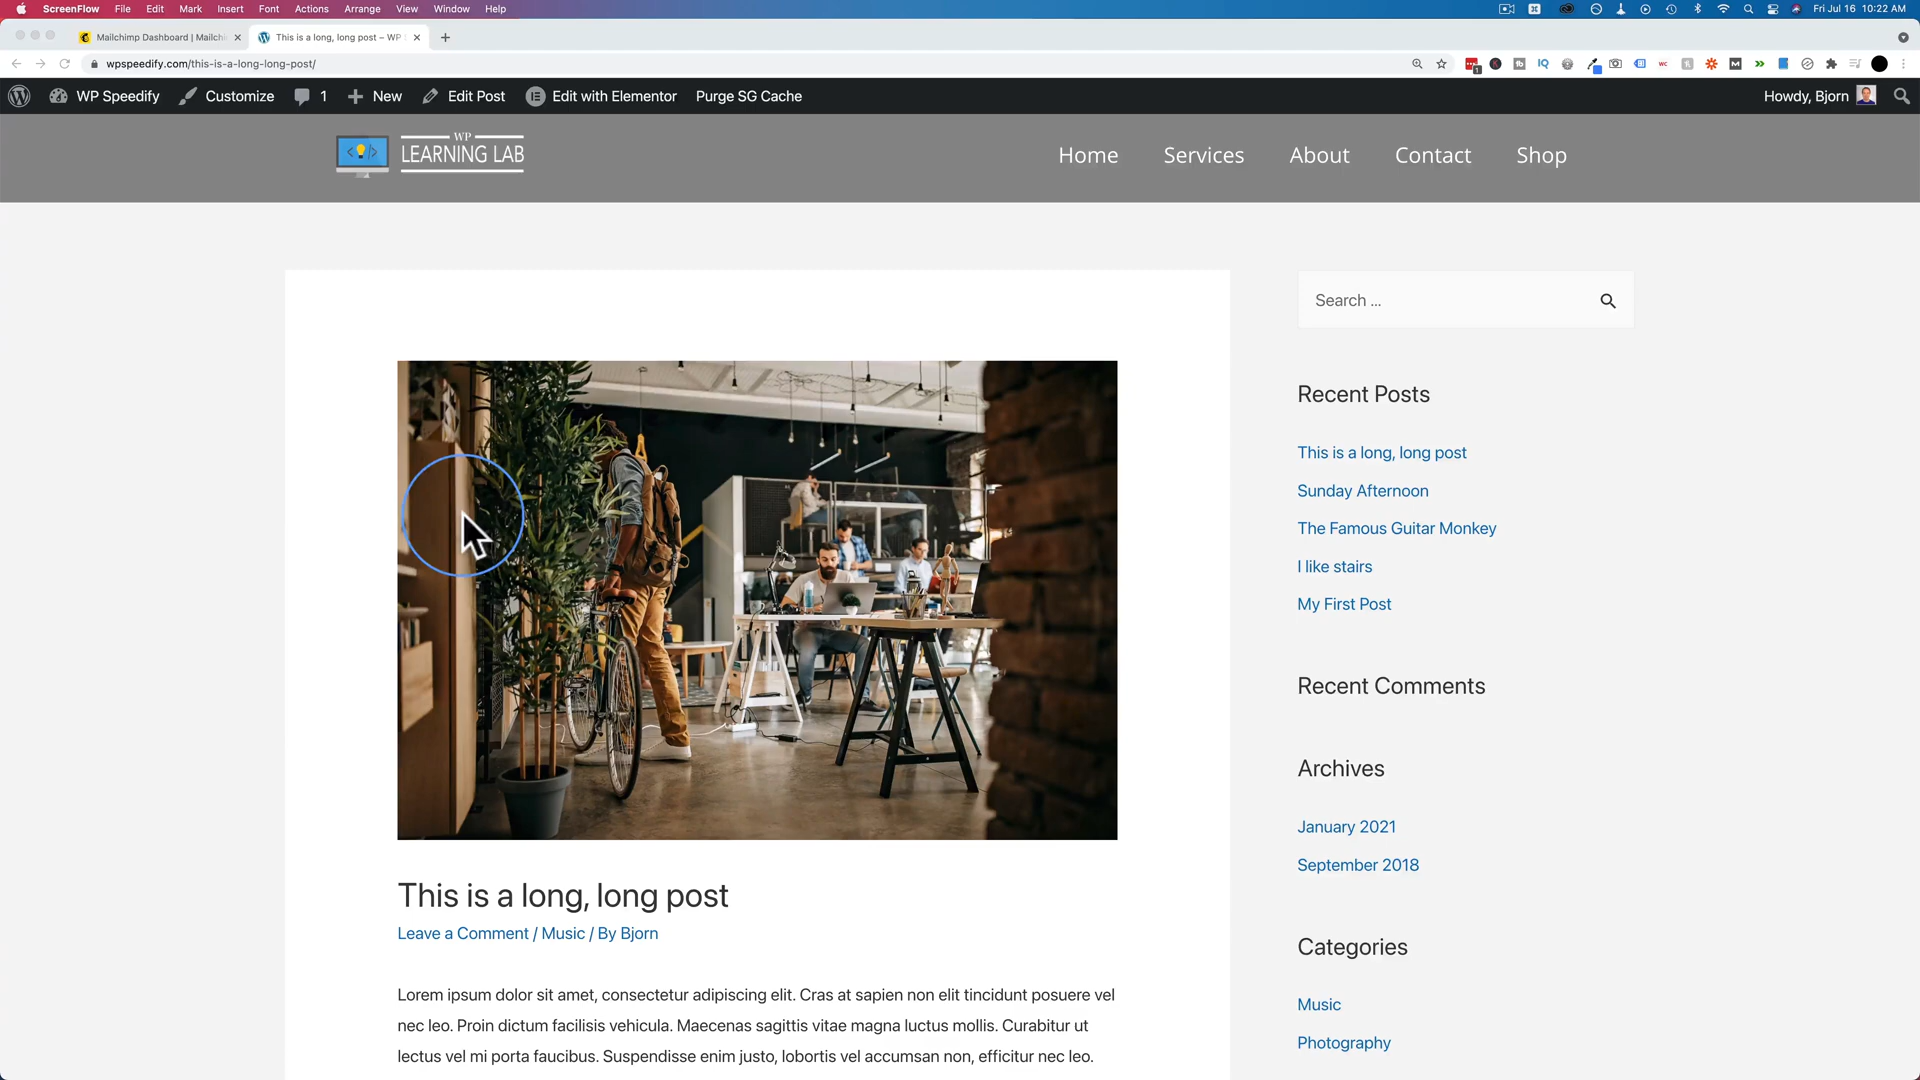 ScreenFlow File Edit Mark Insert Font Actions Arrange View Window Help Fri Jul 16 10:22 AM
Mailchimp Dashboard | Mailchi This is a long, long post – WP
wpspeedify.com/this-is-a-long-long-post/
WP Speedify Customize 1 New Edit Post Edit with Elementor Purge SG Cache Howdy, Bjorn
WP
LEARNING LAB
Home Services About Contact Shop
Search ...
Recent Posts
This is a long, long post
Sunday Afternoon
The Famous Guitar Monkey
I like stairs
My First Post
Recent Comments
Archives
January 2021
September 2018
Categories
Music
Photography
This is a long, long post
Leave a Comment / Music / By Bjorn
Lorem ipsum dolor sit amet, consectetur adipiscing elit. Cras at sapien non elit tincidunt posuere vel
nec leo. Proin dictum facilisis vehicula. Maecenas sagittis vitae magna luctus mollis. Curabitur ut
lectus vel mi porta faucibus. Suspendisse enim justo, lobortis vel accumsan non, efficitur nec leo.